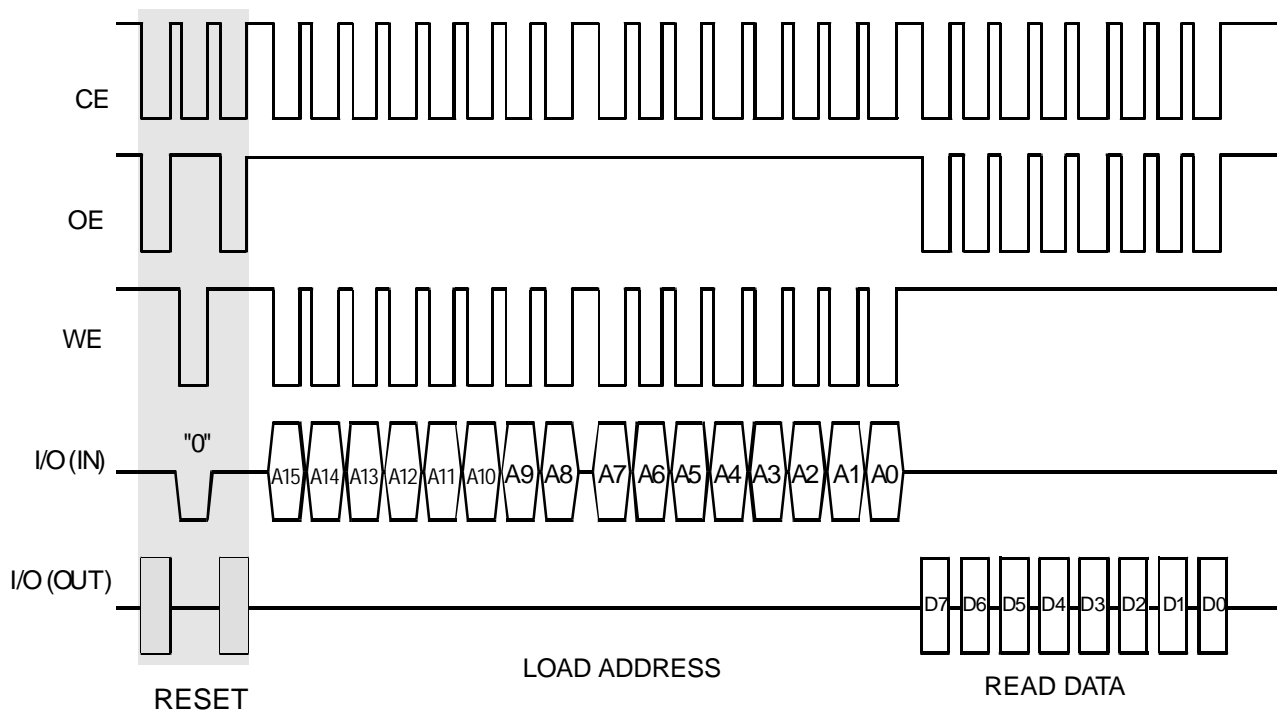 CE
OE
WE
"0"
I/O (IN)
A15 A14 A13 A12 A11 A10 A9 A8 A7 A6 A5 A4 A3 A2 A1 A0
I/O (OUT)
D7 D6 D5 D4 D3 D2 D1 D0
LOAD ADDRESS
READ DATA
RESET